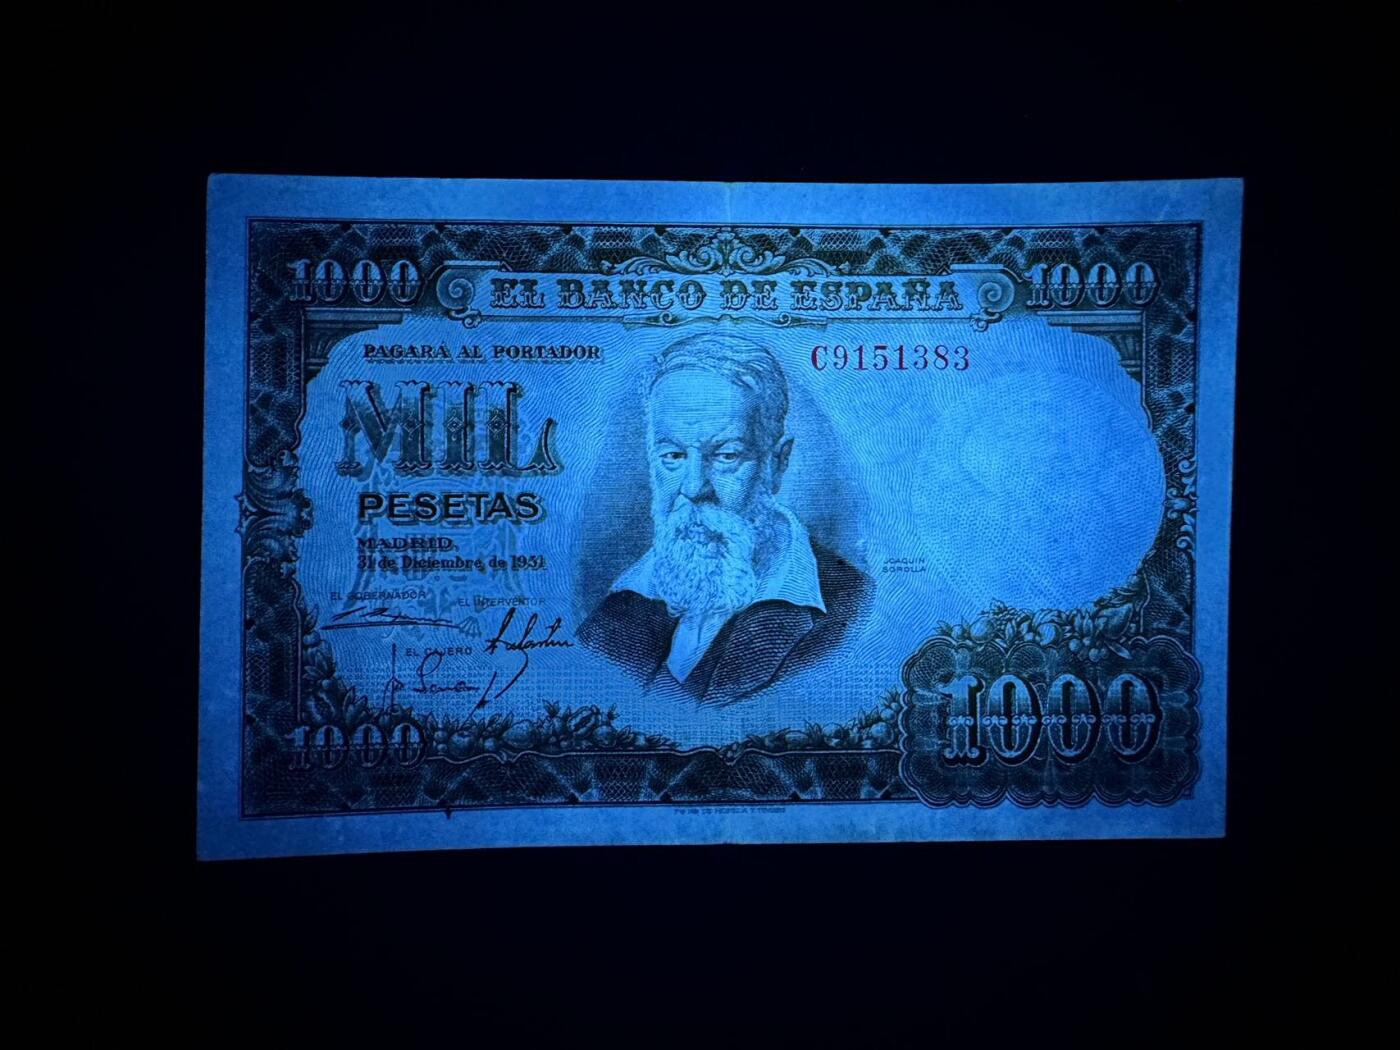 1000 EL BANCO DE ESPAÑA 1000
PAGARÁ AL PORTADOR
C9151383
MIL
PESETAS
MADRID,
31 de Diciembre de 1951
JOAQUIN
SOROLLA
EL GOBERNADOR
EL INTERVENTOR
EL CAJERO
1000
1000